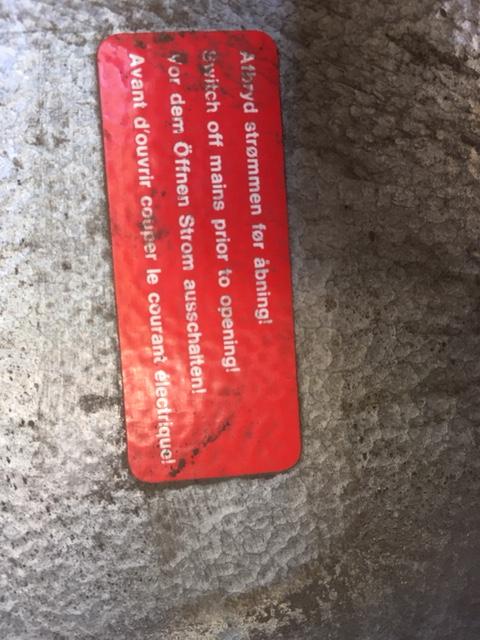 Afbryd strømmen før åbning!
Switch off mains prior to opening!
Vor dem Öffnen Strom ausschalten!
Avant d'ouvrir couper le courant électrique!